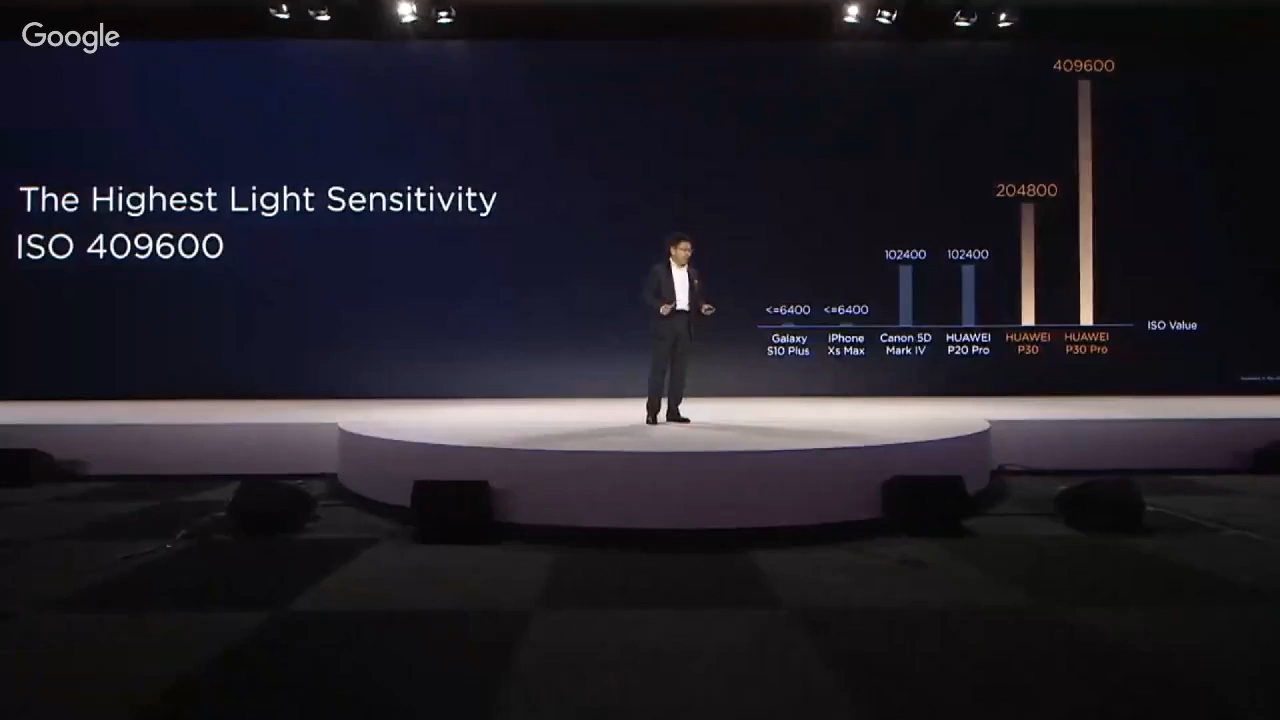 Google
The Highest Light Sensitivity
ISO 409600
409600
204800
102400
102400
<=6400
<=6400
ISO Value
Galaxy
S10 Plus
iPhone
Xs Max
Canon 5D
Mark IV
HUAWEI
P20 Pro
HUAWEI
P30
HUAWEI
P30 Pro